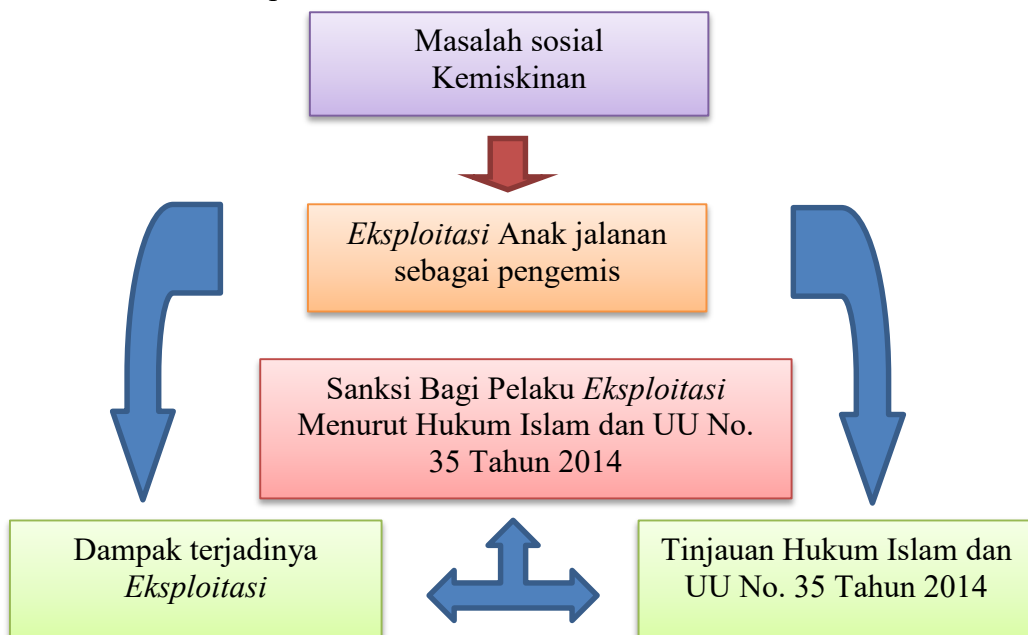 Masalah sosial
Kemiskinan
Eksploitasi Anak jalanan
sebagai pengemis
Sanksi Bagi Pelaku Eksploitasi
Menurut Hukum Islam dan UU No.
35 Tahun 2014
Dampak terjadinya
Eksploitasi
Tinjauan Hukum Islam dan
UU No. 35 Tahun 2014